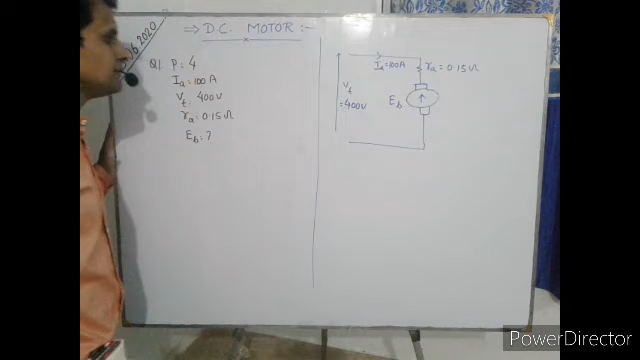 ⇒ D.C. MOTOR :-
6 2020
Q1. P = 4
Ia = 100 A
Vt = 400V
ra = 0.15 Ω
Eb = ?
Ia = 100A
ra = 0.15 Ω
Vt
= 400V
Eb
PowerDirector